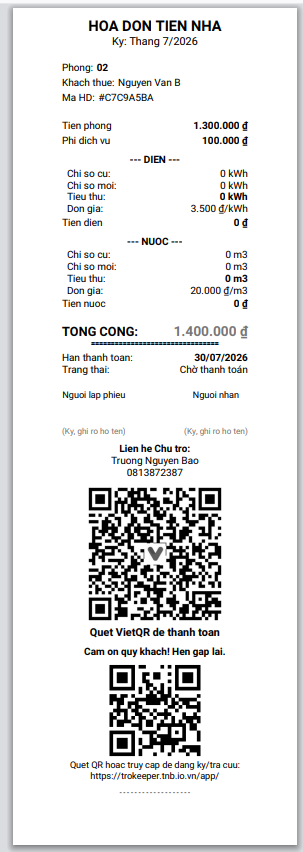 HOA DON TIEN NHA
Ky: Thang 7/2026
Phong: 02
Khach thue: Nguyen Van B
Ma HD: #C7C9A5BA
Tien phong 1.300.000 ₫
Phi dich vu 100.000 ₫
--- DIEN ---
Chi so cu: 0 kWh
Chi so moi: 0 kWh
Tieu thu: 0 kWh
Don gia: 3.500 ₫/kWh
Tien dien 0 ₫
--- NUOC ---
Chi so cu: 0 m3
Chi so moi: 0 m3
Tieu thu: 0 m3
Don gia: 20.000 ₫/m3
Tien nuoc 0 ₫
TONG CONG: 1.400.000 ₫
================================
Han thanh toan: 30/07/2026
Trang thai: Chờ thanh toán
Nguoi lap phieu Nguoi nhan
(Ky, ghi ro ho ten) (Ky, ghi ro ho ten)
Lien he Chu tro:
Truong Nguyen Bao
0813872387
Quet VietQR de thanh toan
Cam on quy khach! Hen gap lai.
Quet QR hoac truy cap de dang ky/tra cuu:
https://trokeeper.tnb.io.vn/app/
-------------------